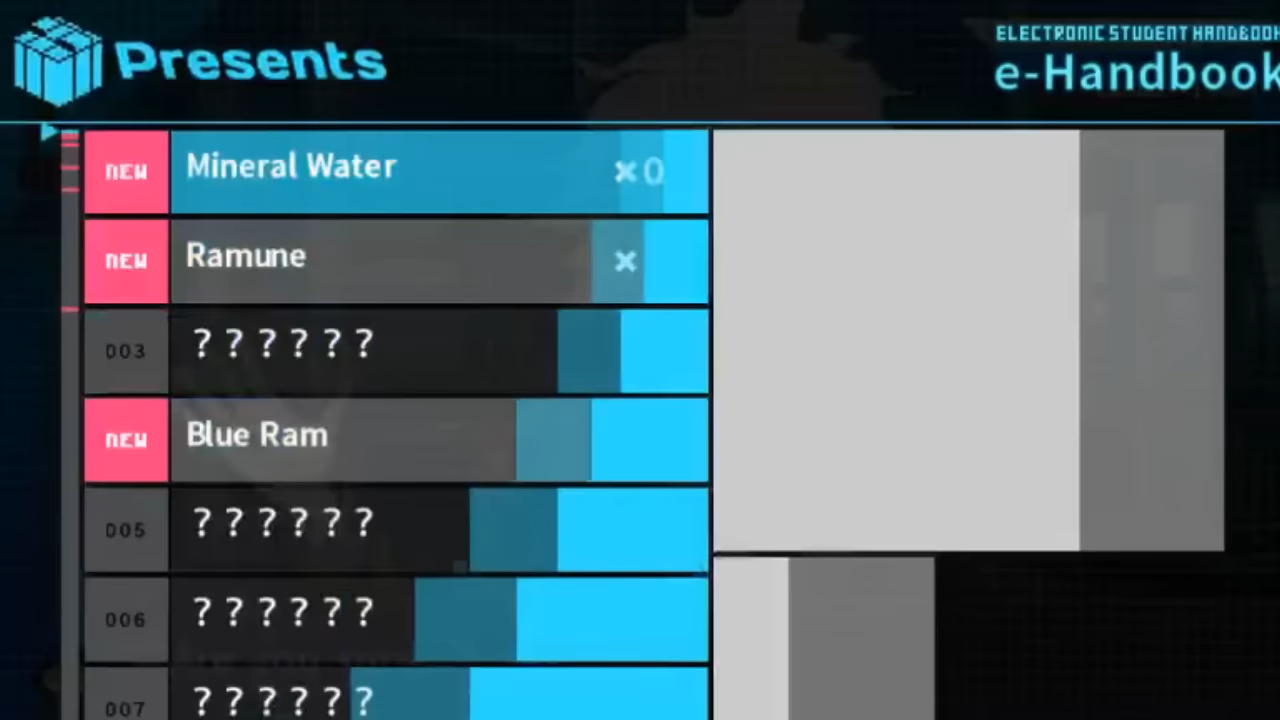 Presents
ELECTRONIC STUDENT HANDBOOK
e-Handbook
NEW Mineral Water ×0
NEW Ramune ×
003 ??????
NEW Blue Ram
005 ??????
006 ??????
007 ??????